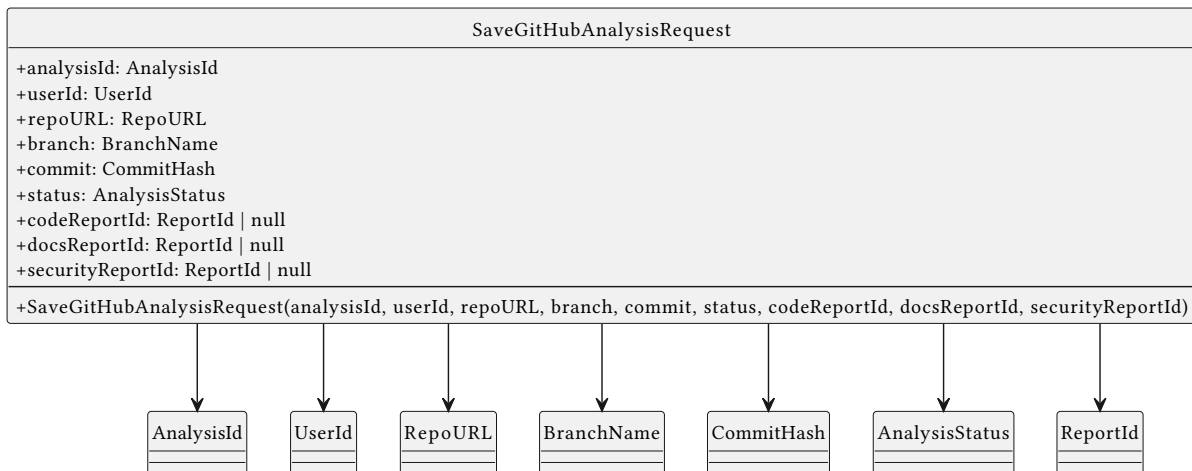 SaveGitHubAnalysisRequest
+analysisId: AnalysisId
+userId: UserId
+repoURL: RepoURL
+branch: BranchName
+commit: CommitHash
+status: AnalysisStatus
+codeReportId: ReportId | null
+docsReportId: ReportId | null
+securityReportId: ReportId | null
+SaveGitHubAnalysisRequest(analysisId, userId, repoURL, branch, commit, status, codeReportId, docsReportId, securityReportId)
AnalysisId UserId RepoURL BranchName CommitHash AnalysisStatus ReportId